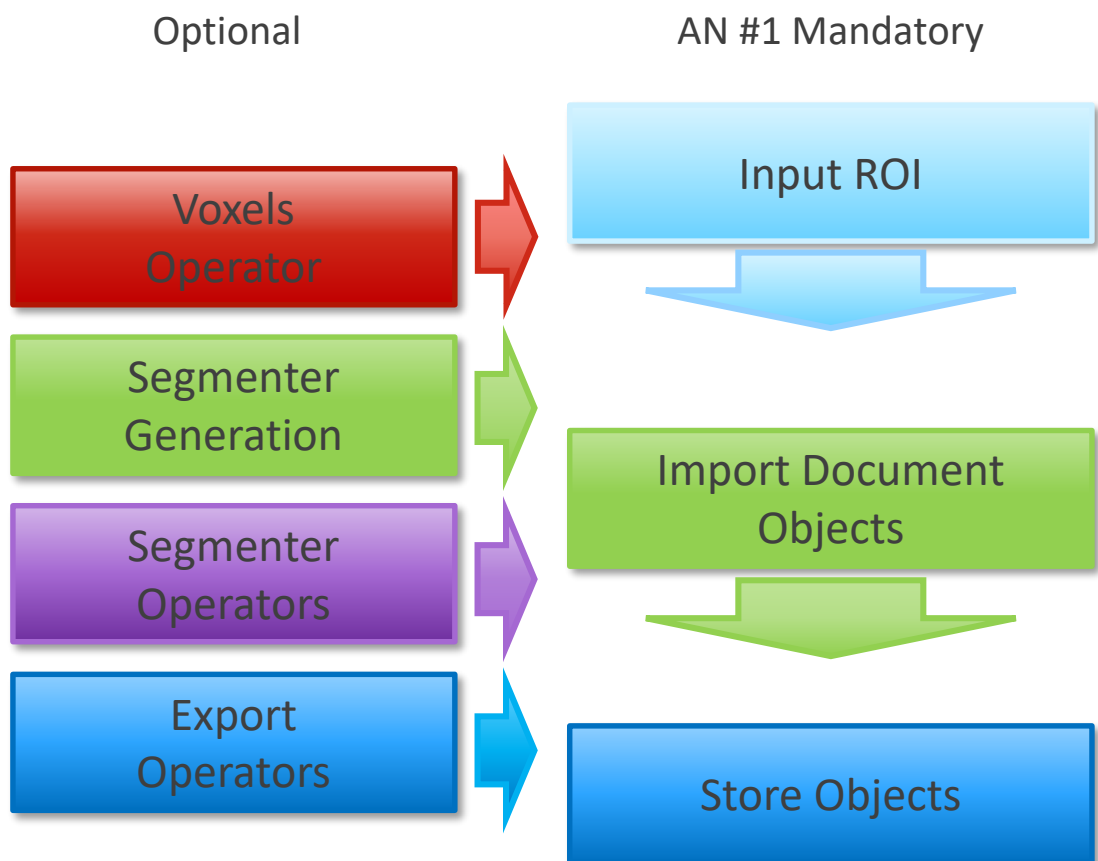 Optional
AN #1 Mandatory
Voxels
Operator
Segmenter
Generation
Segmenter
Operators
Export
Operators
Input ROI
Import Document
Objects
Store Objects